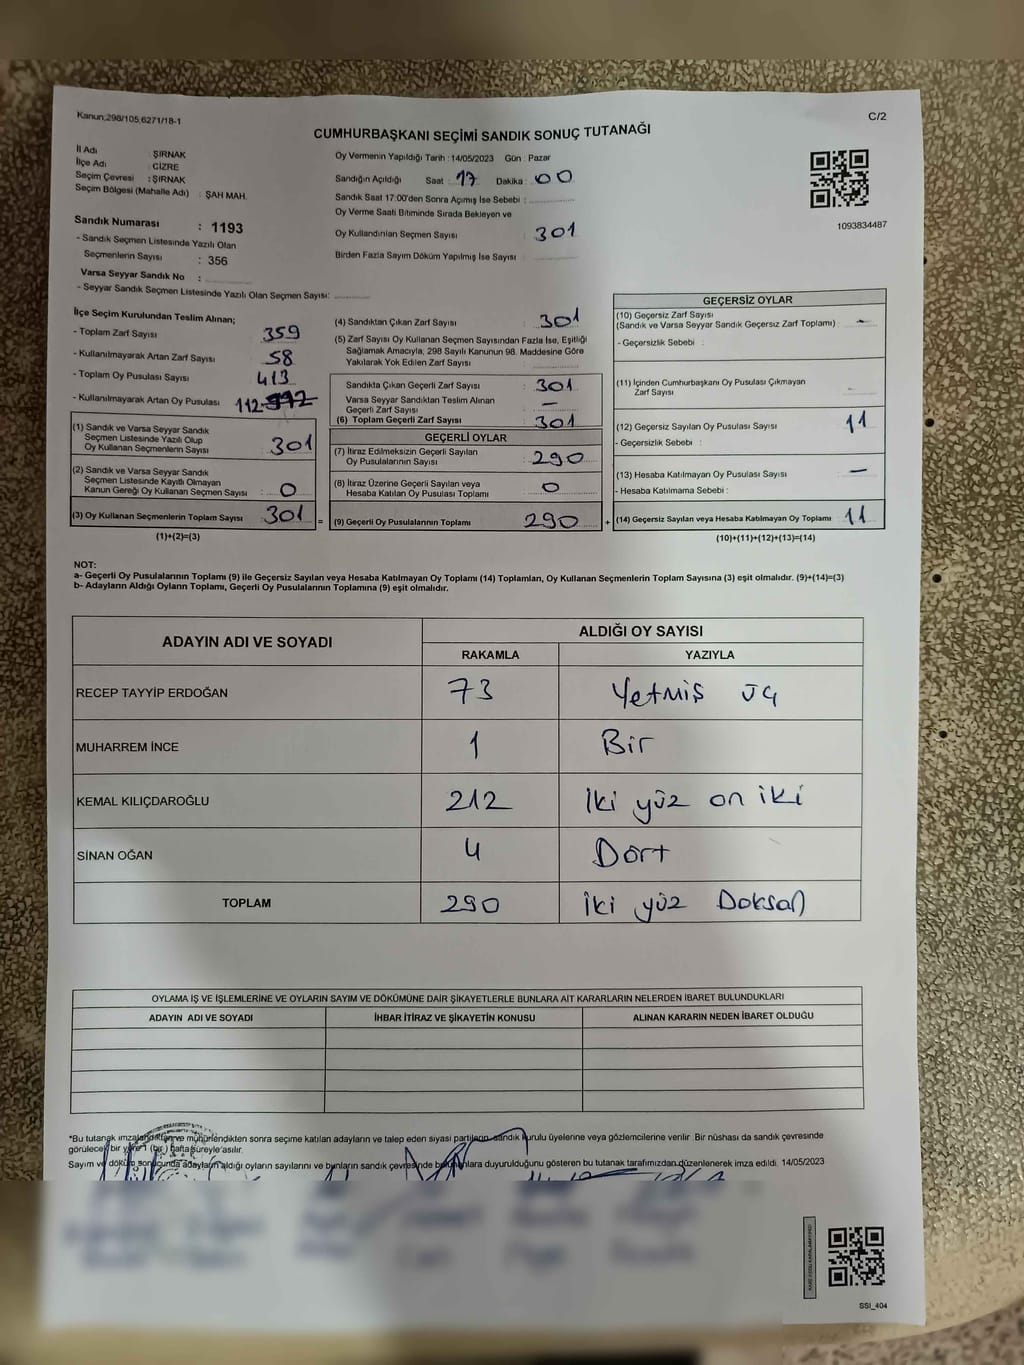 Kanun;298/105,6271/18-1
C/2
CUMHURBAŞKANI SEÇİMİ SANDIK SONUÇ TUTANAĞI
İl Adı : ŞIRNAK
İlçe Adı : CİZRE
Seçim Çevresi : ŞIRNAK
Seçim Bölgesi (Mahalle Adı) : ŞAH MAH.
Sandık Numarası : 1193
- Sandık Seçmen Listesinde Yazılı Olan
Seçmenlerin Sayısı : 356
Varsa Seyyar Sandık No :
- Seyyar Sandık Seçmen Listesinde Yazılı Olan Seçmen Sayısı:
Oy Vermenin Yapıldığı Tarih : 14/05/2023 Gün : Pazar
Sandığın Açıldığı Saat : 17 Dakika : 00
Sandık Saat 17:00'den Sonra Açımış İse Sebebi :
Oy Verme Saati Bitiminde Sırada Bekleyen ve
Oy Kullandırılan Seçmen Sayısı : 301
Birden Fazla Sayım Döküm Yapılmış İse Sayısı :
1093834487
İlçe Seçim Kurulundan Teslim Alınan;
- Toplam Zarf Sayısı : 359
- Kullanılmayarak Artan Zarf Sayısı : 58
- Toplam Oy Pusulası Sayısı : 413
- Kullanılmayarak Artan Oy Pusulası : 112
(1) Sandık ve Varsa Seyyar Sandık
Seçmen Listesinde Yazılı Olup
Oy Kullanan Seçmenlerin Sayısı : 301
(2) Sandık ve Varsa Seyyar Sandık
Seçmen Listesinde Kayıtlı Olmayan
Kanun Gereği Oy Kullanan Seçmen Sayısı : 0
(3) Oy Kullanan Seçmenlerin Toplam Sayısı 301 =
(1)+(2)=(3)
(4) Sandıktan Çıkan Zarf Sayısı : 301
(5) Zarf Sayısı Oy Kullanan Seçmen Sayısından Fazla İse, Eşitliği
Sağlamak Amacıyla, 298 Sayılı Kanunun 98. Maddesine Göre
Yakılarak Yok Edilen Zarf Sayısı :
Sandıkta Çıkan Geçerli Zarf Sayısı : 301
Varsa Seyyar Sandıktan Teslim Alınan
Geçerli Zarf Sayısı : —
(6) Toplam Geçerli Zarf Sayısı : 301
GEÇERLİ OYLAR
(7) İtiraz Edilmeksizin Geçerli Sayılan
Oy Pusulalarının Sayısı : 290
(8) İtiraz Üzerine Geçerli Sayılan veya
Hesaba Katılan Oy Pusulası Toplamı : 0
(9) Geçerli Oy Pusulalarının Toplamı : 290 +
GEÇERSİZ OYLAR
(10) Geçersiz Zarf Sayısı
(Sandık ve Varsa Seyyar Sandık Geçersiz Zarf Toplamı) : —
- Geçersizlik Sebebi :
(11) İçinden Cumhurbaşkanı Oy Pusulası Çıkmayan
Zarf Sayısı : —
(12) Geçersiz Sayılan Oy Pusulası Sayısı : 11
- Geçersizlik Sebebi :
(13) Hesaba Katılmayan Oy Pusulası Sayısı : —
- Hesaba Katılmama Sebebi :
(14) Geçersiz Sayılan veya Hesaba Katılmayan Oy Toplamı : 11
(10)+(11)+(12)+(13)=(14)
NOT:
a- Geçerli Oy Pusulalarının Toplamı (9) ile Geçersiz Sayılan veya Hesaba Katılmayan Oy Toplamı (14) Toplamları, Oy Kullanan Seçmenlerin Toplam Sayısına (3) eşit olmalıdır. (9)+(14)=(3)
b- Adayların Aldığı Oyların Toplamı, Geçerli Oy Pusulalarının Toplamına (9) eşit olmalıdır.
ADAYIN ADI VE SOYADI
ALDIĞI OY SAYISI
RAKAMLA YAZIYLA
RECEP TAYYİP ERDOĞAN 73 Yetmiş üç
MUHARREM İNCE 1 Bir
KEMAL KILIÇDAROĞLU 212 İki yüz on iki
SİNAN OĞAN 4 Dört
TOPLAM 290 İki yüz Doksan
OYLAMA İŞ VE İŞLEMLERİNE VE OYLARIN SAYIM VE DÖKÜMÜNE DAİR ŞİKAYETLERLE BUNLARA AİT KARARLARIN NELERDEN İBARET BULUNDUKLARI
ADAYIN ADI VE SOYADI İHBAR İTİRAZ VE ŞİKAYETİN KONUSU ALINAN KARARIN NEDEN İBARET OLDUĞU
*Bu tutanak imzalandıktan ve mühürlendikten sonra seçime katılan adayların ve talep eden siyasi partilerin sandık kurulu üyelerine veya gözlemcilerine verilir. Bir nüshası da sandık çevresinde
görülecek bir yere 1 (bir) hafta süreyle asılır.
Sayım ve döküm sonucunda adayların aldığı oyların sayılarını ve bunların sandık çevresinde bulunanlara duyurulduğunu gösteren bu tutanak tarafımızdan düzenlenerek imza edildi. 14/05/2023
SSI_404